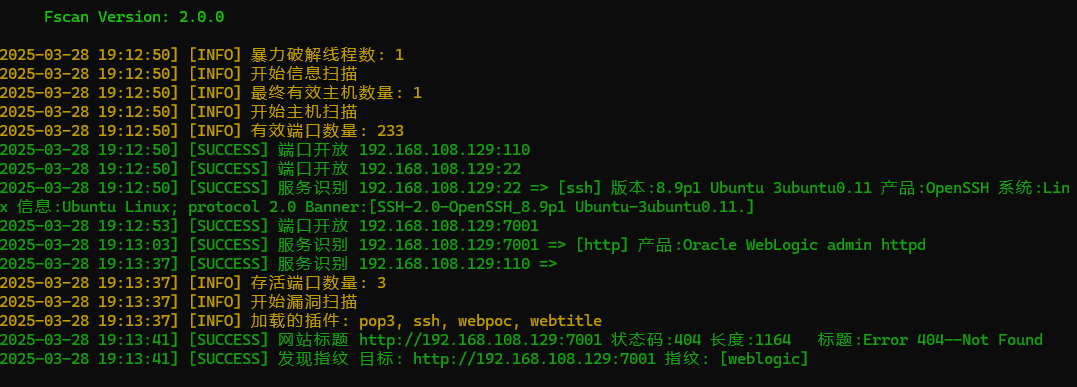 Fscan Version: 2.0.0
2025-03-28 19:12:50] [INFO] 暴力破解线程数: 1
2025-03-28 19:12:50] [INFO] 开始信息扫描
2025-03-28 19:12:50] [INFO] 最终有效主机数量: 1
2025-03-28 19:12:50] [INFO] 开始主机扫描
2025-03-28 19:12:50] [INFO] 有效端口数量: 233
2025-03-28 19:12:50] [SUCCESS] 端口开放 192.168.108.129:110
2025-03-28 19:12:50] [SUCCESS] 端口开放 192.168.108.129:22
2025-03-28 19:12:50] [SUCCESS] 服务识别 192.168.108.129:22 => [ssh] 版本:8.9p1 Ubuntu 3ubuntu0.11 产品:OpenSSH 系统:Lin
x 信息:Ubuntu Linux; protocol 2.0 Banner:[SSH-2.0-OpenSSH_8.9p1 Ubuntu-3ubuntu0.11.]
2025-03-28 19:12:53] [SUCCESS] 端口开放 192.168.108.129:7001
2025-03-28 19:13:03] [SUCCESS] 服务识别 192.168.108.129:7001 => [http] 产品:Oracle WebLogic admin httpd
2025-03-28 19:13:37] [SUCCESS] 服务识别 192.168.108.129:110 =>
2025-03-28 19:13:37] [INFO] 存活端口数量: 3
2025-03-28 19:13:37] [INFO] 开始漏洞扫描
2025-03-28 19:13:37] [INFO] 加载的插件: pop3, ssh, webpoc, webtitle
2025-03-28 19:13:41] [SUCCESS] 网站标题 http://192.168.108.129:7001 状态码:404 长度:1164 标题:Error 404--Not Found
2025-03-28 19:13:41] [SUCCESS] 发现指纹 目标: http://192.168.108.129:7001 指纹: [weblogic]